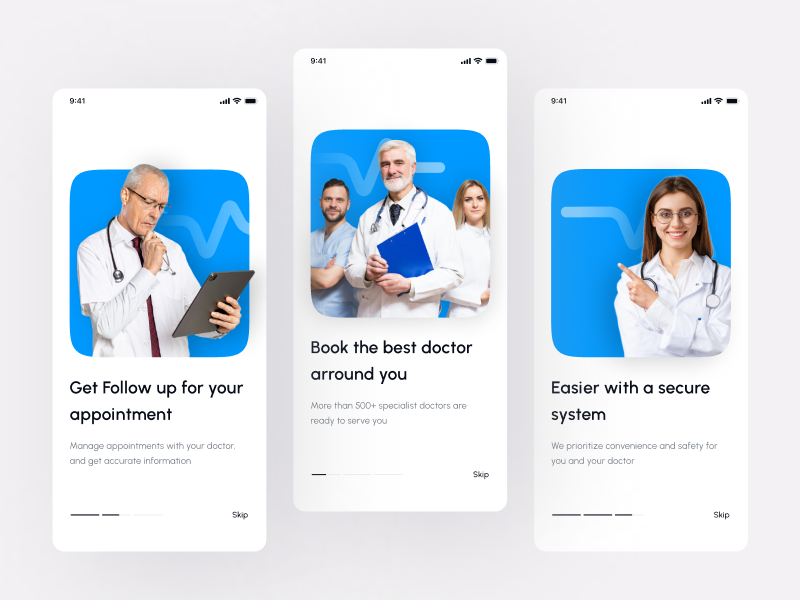 9:41
Get Follow up for your
appointment
Manage appointments with your doctor,
and get accurate information
Skip
9:41
Book the best doctor
arround you
More than 500+ specialist doctors are
ready to serve you
Skip
9:41
Easier with a secure
system
We prioritize convenience and safety for
you and your doctor
Skip